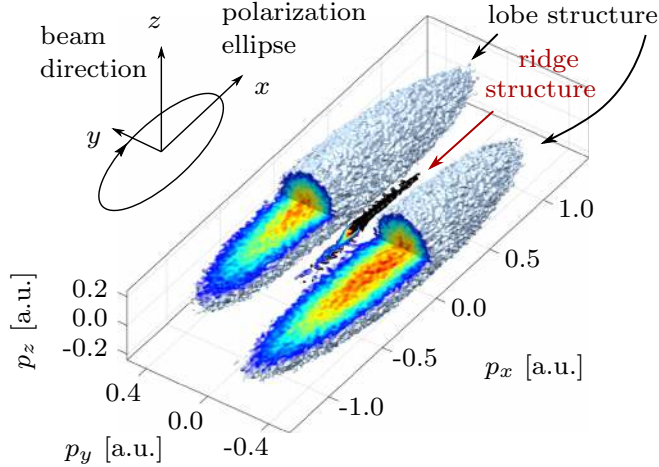 z
polarization
ellipse
lobe structure
beam
direction
ridge
structure
x
y
1.0
0.5
0.0
-0.5
-1.0
p_x [a.u.]
0.2
0.0
-0.2
p_z [a.u.]
0.4
0.0
-0.4
p_y [a.u.]